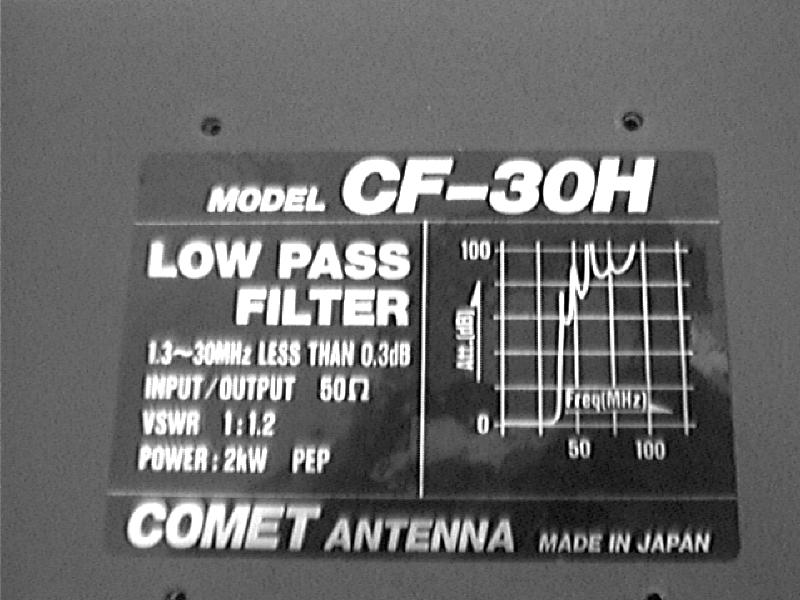 MODEL CF-30H
LOW PASS
FILTER
1.3~30MHz LESS THAN 0.3dB
INPUT/OUTPUT 50Ω
VSWR 1:1.2
POWER: 2kW PEP
100
Att.(dB)
Freq(MHz)
0
50 100
COMET ANTENNA MADE IN JAPAN